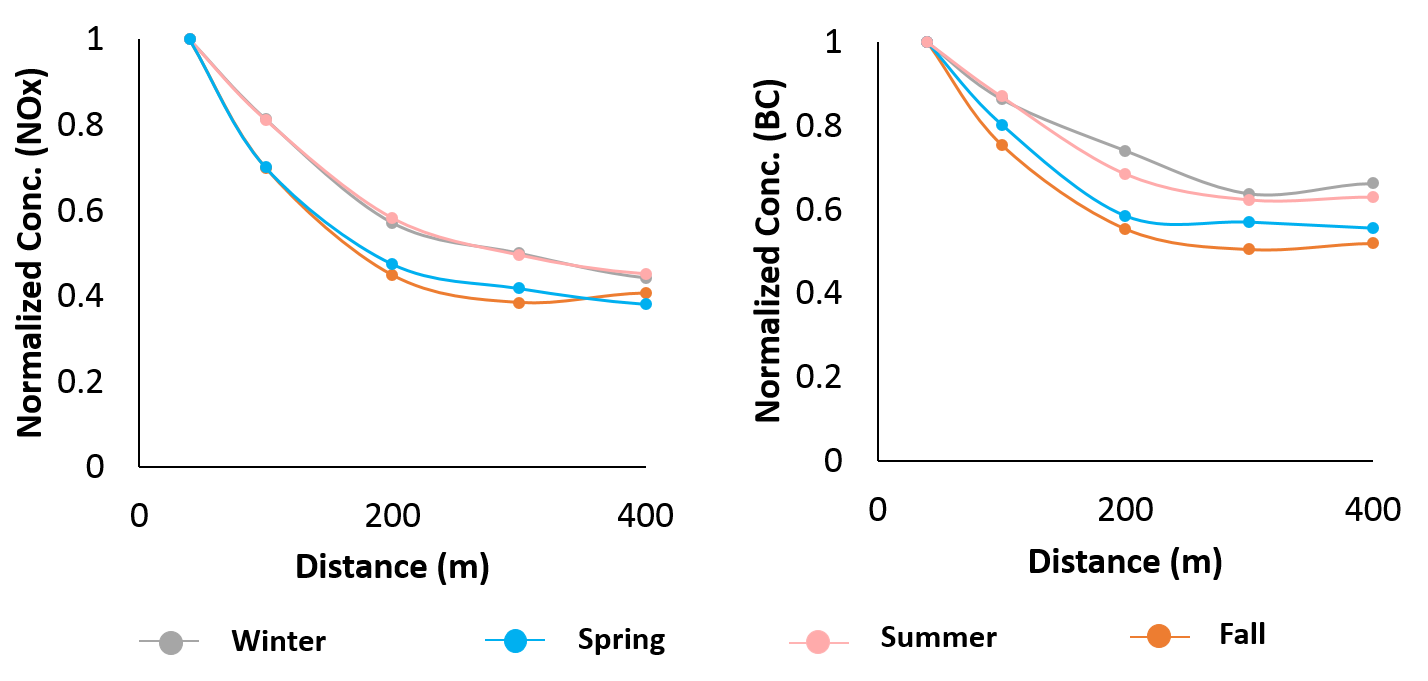 Normalized Conc. (NOx)
1
0.8
0.6
0.4
0.2
0
0 200 400
Distance (m)
Normalized Conc. (BC)
1
0.8
0.6
0.4
0.2
0
0 200 400
Distance (m)
Winter Spring Summer Fall